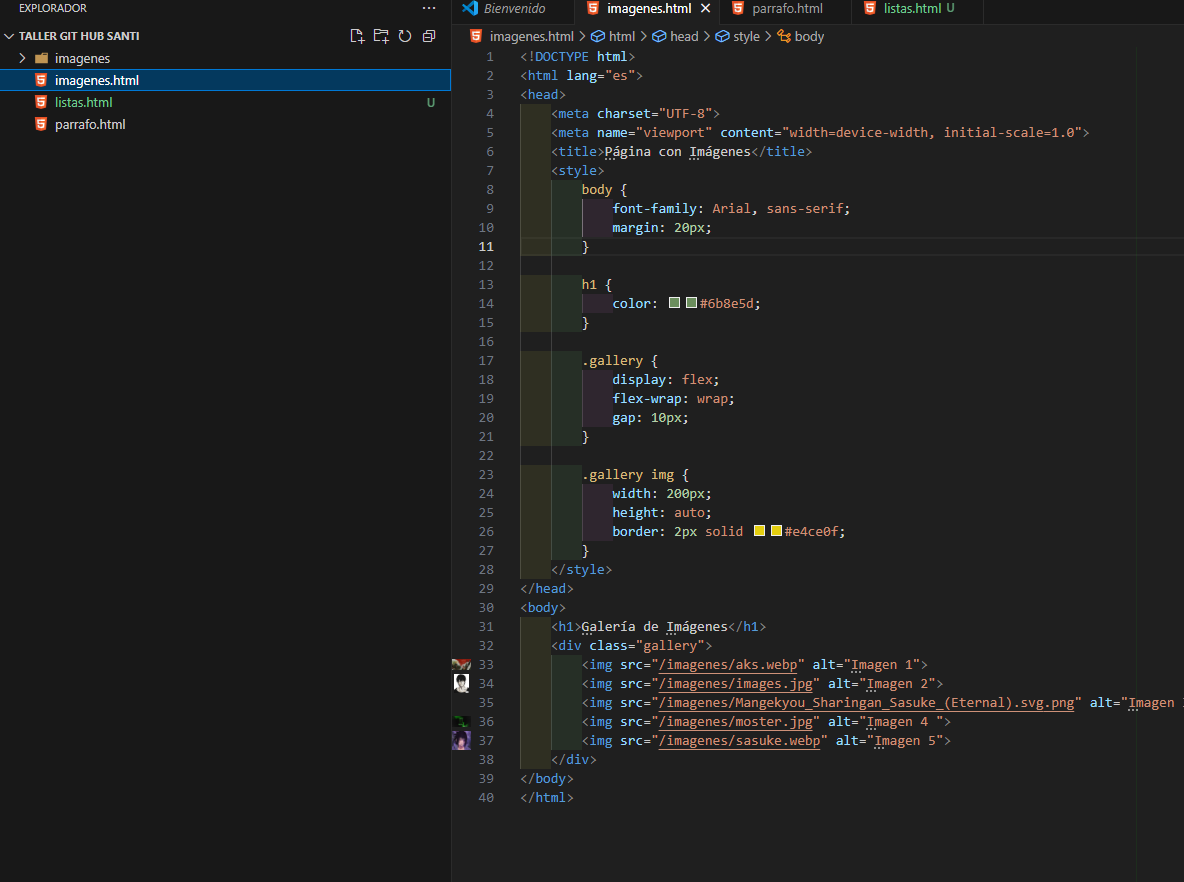 EXPLORADOR
TALLER GIT HUB SANTI
imagenes
imagenes.html
listas.html U
parrafo.html
Bienvenido imagenes.html parrafo.html listas.html U
imagenes.html > html > head > style > body
1 <!DOCTYPE html>
2 <html lang="es">
3 <head>
4 <meta charset="UTF-8">
5 <meta name="viewport" content="width=device-width, initial-scale=1.0">
6 <title>Página con Imágenes</title>
7 <style>
8 body {
9 font-family: Arial, sans-serif;
10 margin: 20px;
11 }
12
13 h1 {
14 color: #6b8e5d;
15 }
16
17 .gallery {
18 display: flex;
19 flex-wrap: wrap;
20 gap: 10px;
21 }
22
23 .gallery img {
24 width: 200px;
25 height: auto;
26 border: 2px solid #e4ce0f;
27 }
28 </style>
29 </head>
30 <body>
31 <h1>Galería de Imágenes</h1>
32 <div class="gallery">
33 <img src="/imagenes/aks.webp" alt="Imagen 1">
34 <img src="/imagenes/images.jpg" alt="Imagen 2">
35 <img src="/imagenes/Mangekyou_Sharingan_Sasuke_(Eternal).svg.png" alt="Imagen
36 <img src="/imagenes/moster.jpg" alt="Imagen 4 ">
37 <img src="/imagenes/sasuke.webp" alt="Imagen 5">
38 </div>
39 </body>
40 </html>